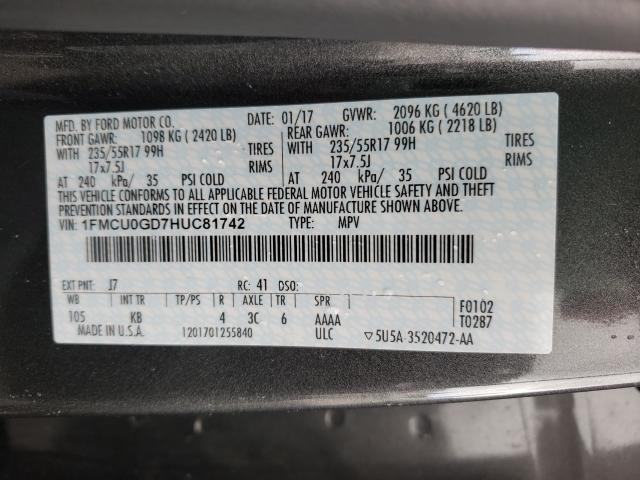 MFD. BY FORD MOTOR CO. DATE: 01/17 GVWR: 2096 KG ( 4620 LB)
FRONT GAWR: 1098 KG ( 2420 LB) REAR GAWR: 1006 KG ( 2218 LB)
WITH 235/55R17 99H TIRES WITH 235/55R17 99H TIRES
17x7.5J RIMS 17x7.5J RIMS
AT 240 kPa/ 35 PSI COLD AT 240 kPa/ 35 PSI COLD
THIS VEHICLE CONFORMS TO ALL APPLICABLE FEDERAL MOTOR VEHICLE SAFETY AND THEFT
PREVENTION STANDARDS IN EFFECT ON THE DATE OF MANUFACTURE SHOWN ABOVE.
VIN: 1FMCU0GD7HUC81742 TYPE: MPV
EXT PNT: J7 RC: 41 DSO:
WB INT TR TP/PS R AXLE TR SPR F0102
105 KB 4 3C 6 AAAA T0287
MADE IN U.S.A. 1201701255840 ULC ▽5U5A-3520472-AA